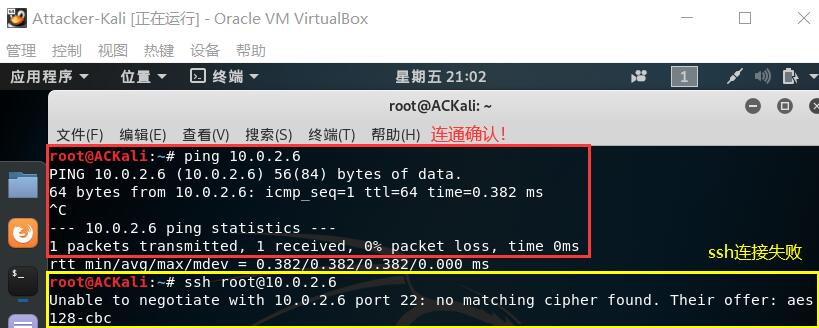 Attacker-Kali [正在运行] - Oracle VM VirtualBox
管理 控制 视图 热键 设备 帮助
应用程序 位置 终端 星期五 21:02 1
root@ACKali: ~
文件(F) 编辑(E) 查看(V) 搜索(S) 终端(T) 帮助(H) 连通确认!
root@ACKali:~# ping 10.0.2.6
PING 10.0.2.6 (10.0.2.6) 56(84) bytes of data.
64 bytes from 10.0.2.6: icmp_seq=1 ttl=64 time=0.382 ms
^C
--- 10.0.2.6 ping statistics ---
1 packets transmitted, 1 received, 0% packet loss, time 0ms
rtt min/avg/max/mdev = 0.382/0.382/0.382/0.000 ms
ssh连接失败
root@ACKali:~# ssh root@10.0.2.6
Unable to negotiate with 10.0.2.6 port 22: no matching cipher found. Their offer: aes
128-cbc